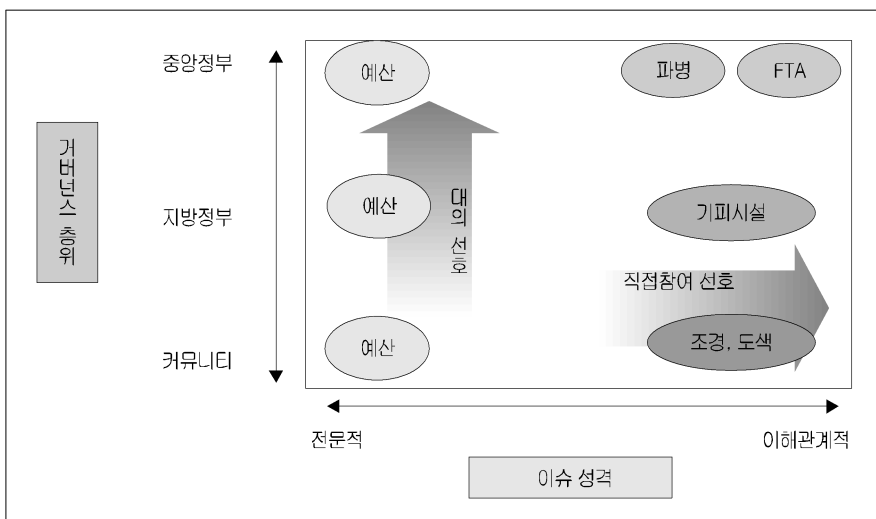 중앙정부
예산
파병
FTA
거버넌스 층위
지방정부
예산
대의 선호
기피시설
직접참여 선호
커뮤니티
예산
조경, 도색
전문적
이해관계적
이슈 성격